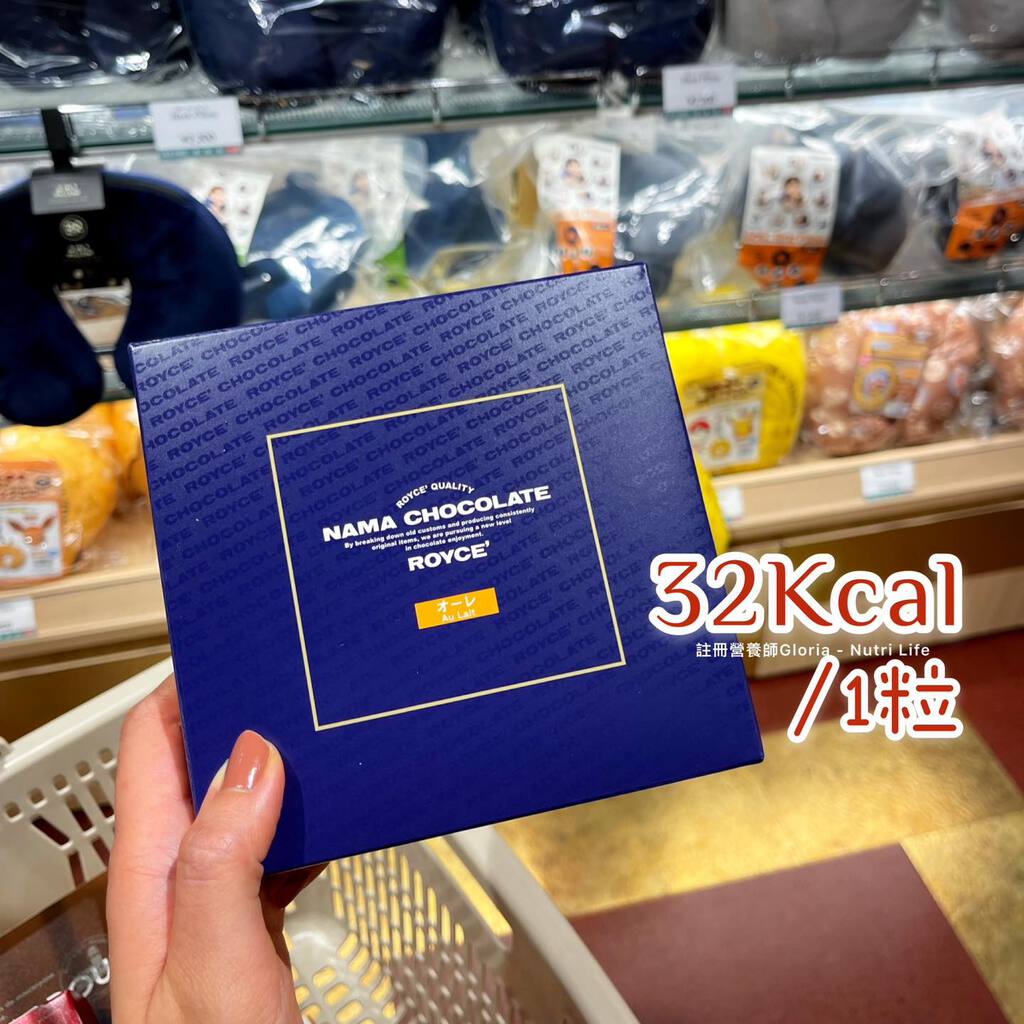 ROYCE' QUALITY
NAMA CHOCOLATE
By breaking down old customs and producing consistently
original items, we are pursuing a new level
in chocolate enjoyment.
ROYCE'
オーレ
Au Lait
32Kcal
註冊營養師Gloria - Nutri Life
/1粒